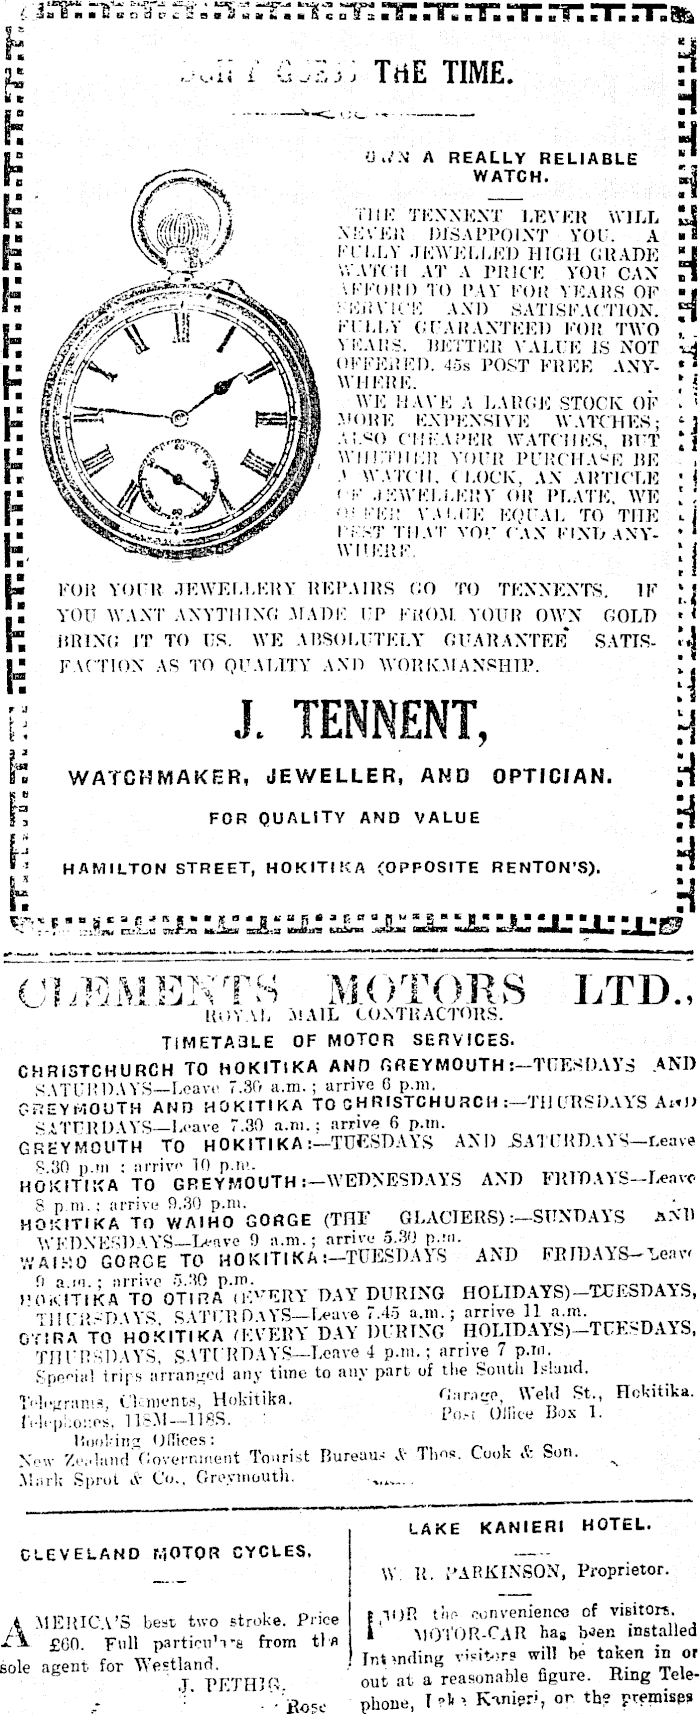 DON'T GUESS THE TIME.
OWN A REALLY RELIABLE
WATCH.
THE TENNENT LEVER WILL
NEVER DISAPPOINT YOU. A
FULLY JEWELLED HIGH GRADE
WATCH AT A PRICE YOU CAN
AFFORD TO PAY FOR YEARS OF
SERVICE AND SATISFACTION.
FULLY GUARANTEED FOR TWO
YEARS. BETTER VALUE IS NOT
OFFERED. 45s POST FREE ANY-
WHERE.
WE HAVE A LARGE STOCK OF
MORE EXPENSIVE WATCHES;
ALSO CHEAPER WATCHES, BUT
WHETHER YOUR PURCHASE BE
A WATCH, CLOCK, AN ARTICLE
OF JEWELLERY OR PLATE, WE
OFFER VALUE EQUAL TO THE
BEST THAT YOU CAN FIND ANY-
WHERE.
FOR YOUR JEWELLERY REPAIRS GO TO TENNENTS. IF
YOU WANT ANYTHING MADE UP FROM YOUR OWN GOLD
BRING IT TO US. WE ABSOLUTELY GUARANTEE SATIS-
FACTION AS TO QUALITY AND WORKMANSHIP.
J. TENNENT,
WATCHMAKER, JEWELLER, AND OPTICIAN.
FOR QUALITY AND VALUE
HAMILTON STREET, HOKITIKA (OPPOSITE RENTON'S).
CLEMENTS MOTORS LTD.,
ROYAL MAIL CONTRACTORS.
TIMETABLE OF MOTOR SERVICES.
CHRISTCHURCH TO HOKITIKA AND GREYMOUTH:—TUESDAYS AND
SATURDAYS—Leave 7.30 a.m.; arrive 6 p.m.
GREYMOUTH AND HOKITIKA TO CHRISTCHURCH:—THURSDAYS AND
SATURDAYS—Leave 7.30 a.m.; arrive 6 p.m.
GREYMOUTH TO HOKITIKA:—TUESDAYS AND SATURDAYS—Leave
8.30 p.m.; arrive 10 p.m.
HOKITIKA TO GREYMOUTH:—WEDNESDAYS AND FRIDAYS—Leave
8 p.m.; arrive 9.30 p.m.
HOKITIKA TO WAIHO GORGE (THE GLACIERS):—SUNDAYS AND
WEDNESDAYS—Leave 9 a.m.; arrive 5.30 p.m.
WAIHO GORGE TO HOKITIKA:—TUESDAYS AND FRIDAYS—Leave
9 a.m.; arrive 5.30 p.m.
HOKITIKA TO OTIRA (EVERY DAY DURING HOLIDAYS)—TUESDAYS,
THURSDAYS, SATURDAYS—Leave 7.45 a.m.; arrive 11 a.m.
OTIRA TO HOKITIKA (EVERY DAY DURING HOLIDAYS)—TUESDAYS,
THURSDAYS, SATURDAYS—Leave 4 p.m.; arrive 7 p.m.
Special trips arranged any time to any part of the South Island.
Telegrams, Clements, Hokitika. Garage, Weld St., Hokitika.
Telephones, 118M—118S. Post Office Box 1.
Booking Offices:
New Zealand Government Tourist Bureaus & Thos. Cook & Son.
Mark Sprot & Co., Greymouth.
CLEVELAND MOTOR CYCLES.
AMERICA'S best two stroke. Price
£60. Full particulars from the
sole agent for Westland.
J. PETHIG,
Ross
LAKE KANIERI HOTEL.
W. R. PARKINSON, Proprietor.
FOR the convenience of visitors.
MOTOR-CAR has been installed
Intending visitors will be taken in or
out at a reasonable figure. Ring Tele-
phone, Lake Kanieri, or the premises